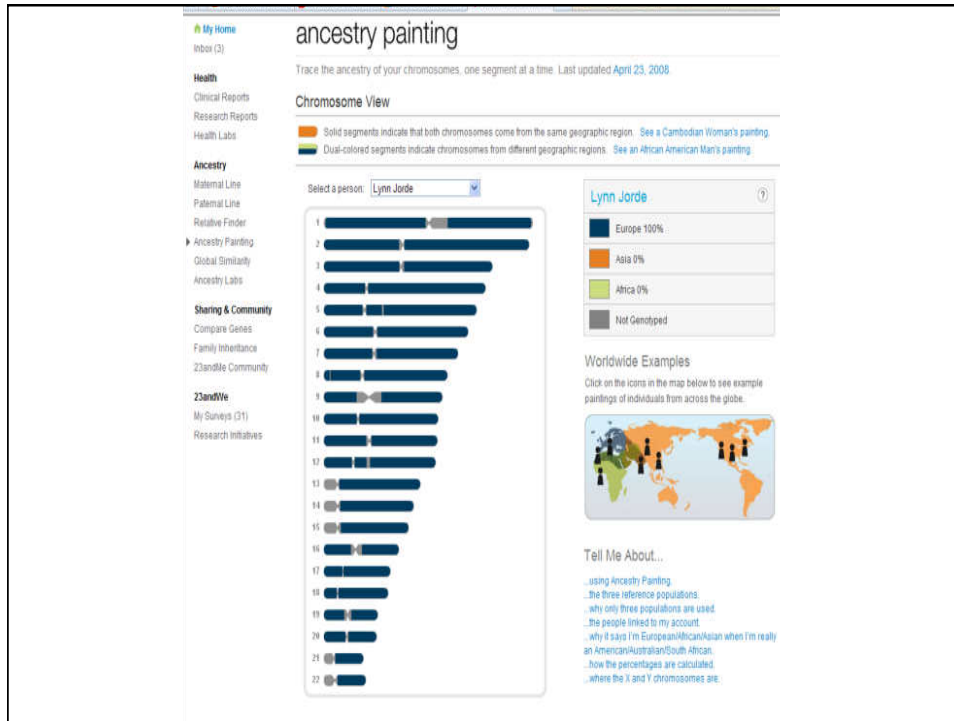 My Home
Inbox (3)
Health
Clinical Reports
Research Reports
Health Labs
Ancestry
Maternal Line
Paternal Line
Relative Finder
Ancestry Painting
Global Similarity
Ancestry Labs
Sharing & Community
Compare Genes
Family Inheritance
23andMe Community
23andWe
My Surveys (31)
Research Initiatives
ancestry painting
Trace the ancestry of your chromosomes, one segment at a time. Last updated April 23, 2008
Chromosome View
Solid segments indicate that both chromosomes come from the same geographic region. See a Cambodian Woman's painting.
Dual-colored segments indicate chromosomes from different geographic regions. See an African American Man's painting.
Select a person: Lynn Jorde
1
2
3
4
5
6
7
8
9
10
11
12
13
14
15
16
17
18
19
20
21
22
Lynn Jorde ?
Europe 100%
Asia 0%
Africa 0%
Not Genotyped
Worldwide Examples
Click on the icons in the map below to see example
paintings of individuals from across the globe.
Tell Me About...
...using Ancestry Painting.
...the three reference populations.
...why only three populations are used.
...the people linked to my account.
...why it says I'm European/African/Asian when I'm really
an American/Australian/South African.
...how the percentages are calculated.
...where the X and Y chromosomes are.